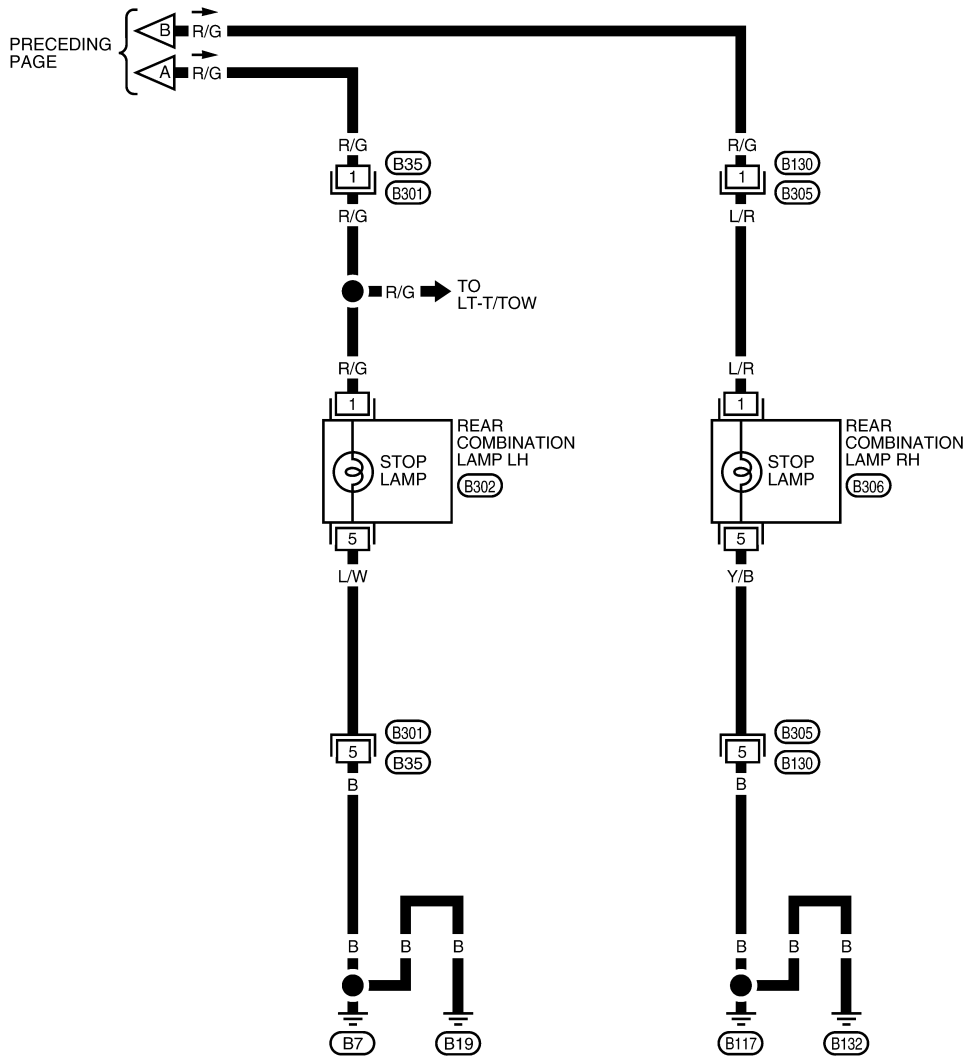 PRECEDING
PAGE
B R/G
A R/G
R/G R/G
1 B35 1 B130
B301 B305
R/G L/R
R/G TO
LT-T/TOW
R/G L/R
1 1
REAR
COMBINATION
LAMP LH
STOP
LAMP
B302
REAR
COMBINATION
LAMP RH
STOP
LAMP
B306
5 5
L/W Y/B
5 B301 5 B305
B35 B130
B B
B B B B B B
B7 B19 B117 B132